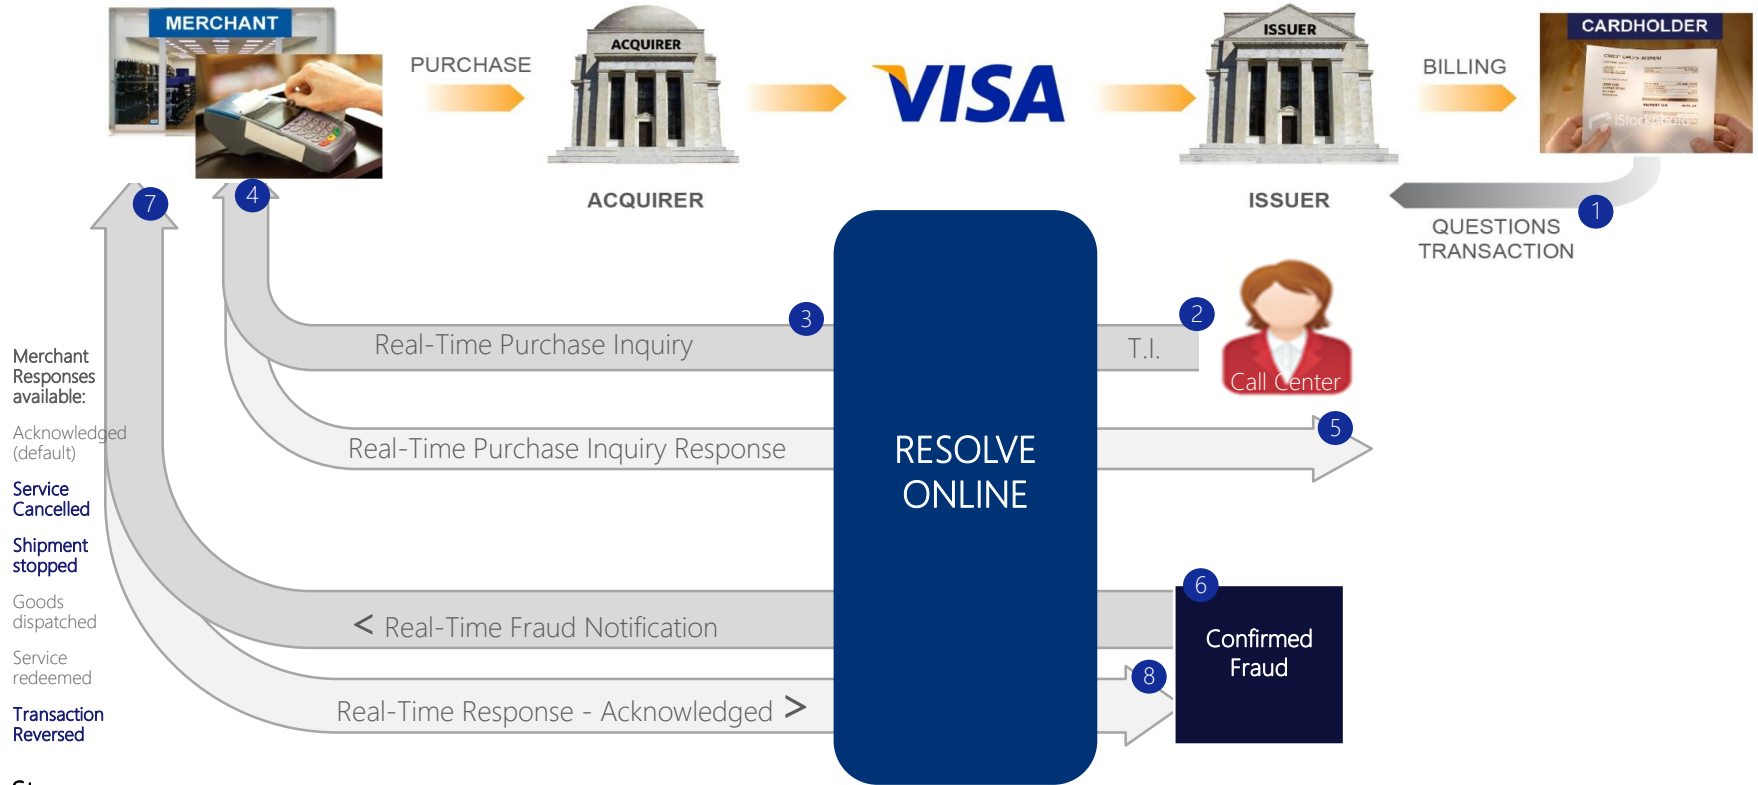 MERCHANT
PURCHASE
ACQUIRER
ACQUIRER
VISA
ISSUER
ISSUER
BILLING
CARDHOLDER
iStockphoto
1
QUESTIONS
TRANSACTION
7
4
3
2
Real-Time Purchase Inquiry
T.I.
Call Center
5
Real-Time Purchase Inquiry Response
RESOLVE
ONLINE
6
< Real-Time Fraud Notification
Confirmed
Fraud
8
Real-Time Response - Acknowledged >
Merchant
Responses
available:
Acknowledged
(default)
Service
Cancelled
Shipment
stopped
Goods
dispatched
Service
redeemed
Transaction
Reversed